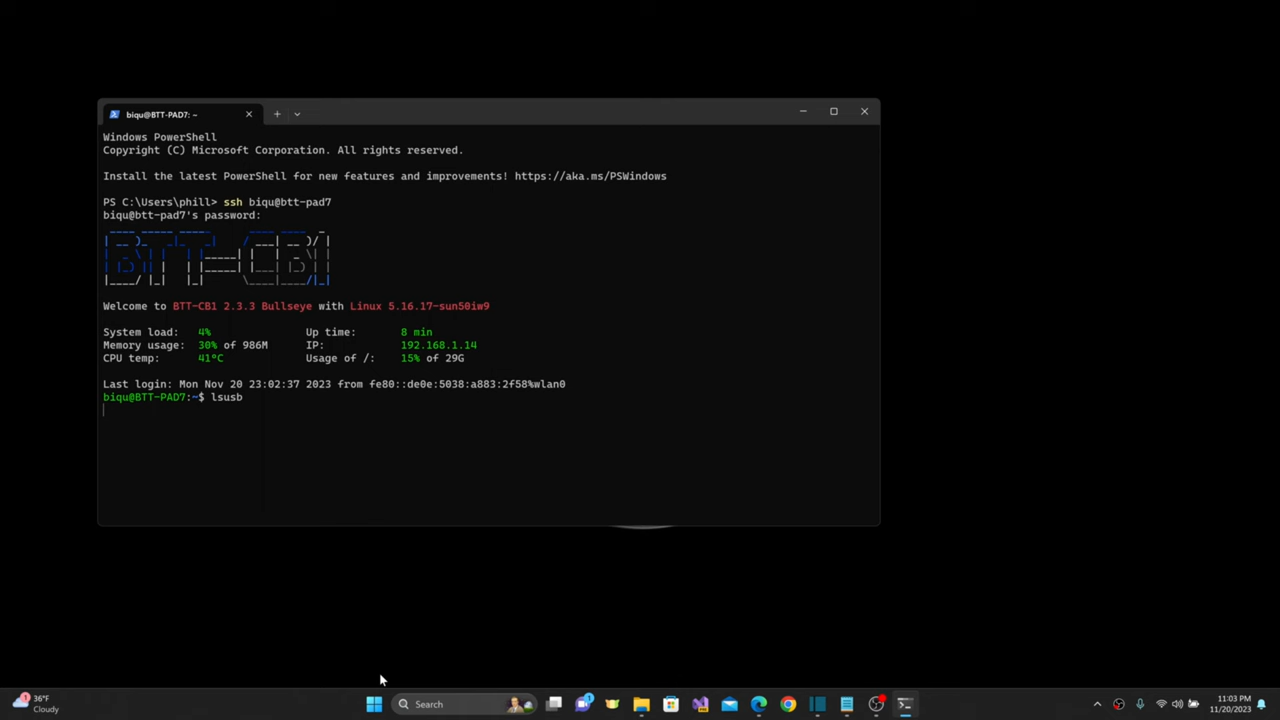 biqu@BTT-PAD7: ~
Windows PowerShell
Copyright (C) Microsoft Corporation. All rights reserved.
Install the latest PowerShell for new features and improvements! https://aka.ms/PSWindows
PS C:\Users\phill> ssh biqu@btt-pad7
biqu@btt-pad7's password:
BTT-CB1
Welcome to BTT-CB1 2.3.3 Bullseye with Linux 5.16.17-sun50iw9
System load: 4% Up time: 8 min
Memory usage: 30% of 986M IP: 192.168.1.14
CPU temp: 41°C Usage of /: 15% of 29G
Last login: Mon Nov 20 23:02:37 2023 from fe80::de0e:5038:a883:2f58%wlan0
biqu@BTT-PAD7:~$ lsusb
1
36°F
Cloudy
Search
1
11:03 PM
11/20/2023